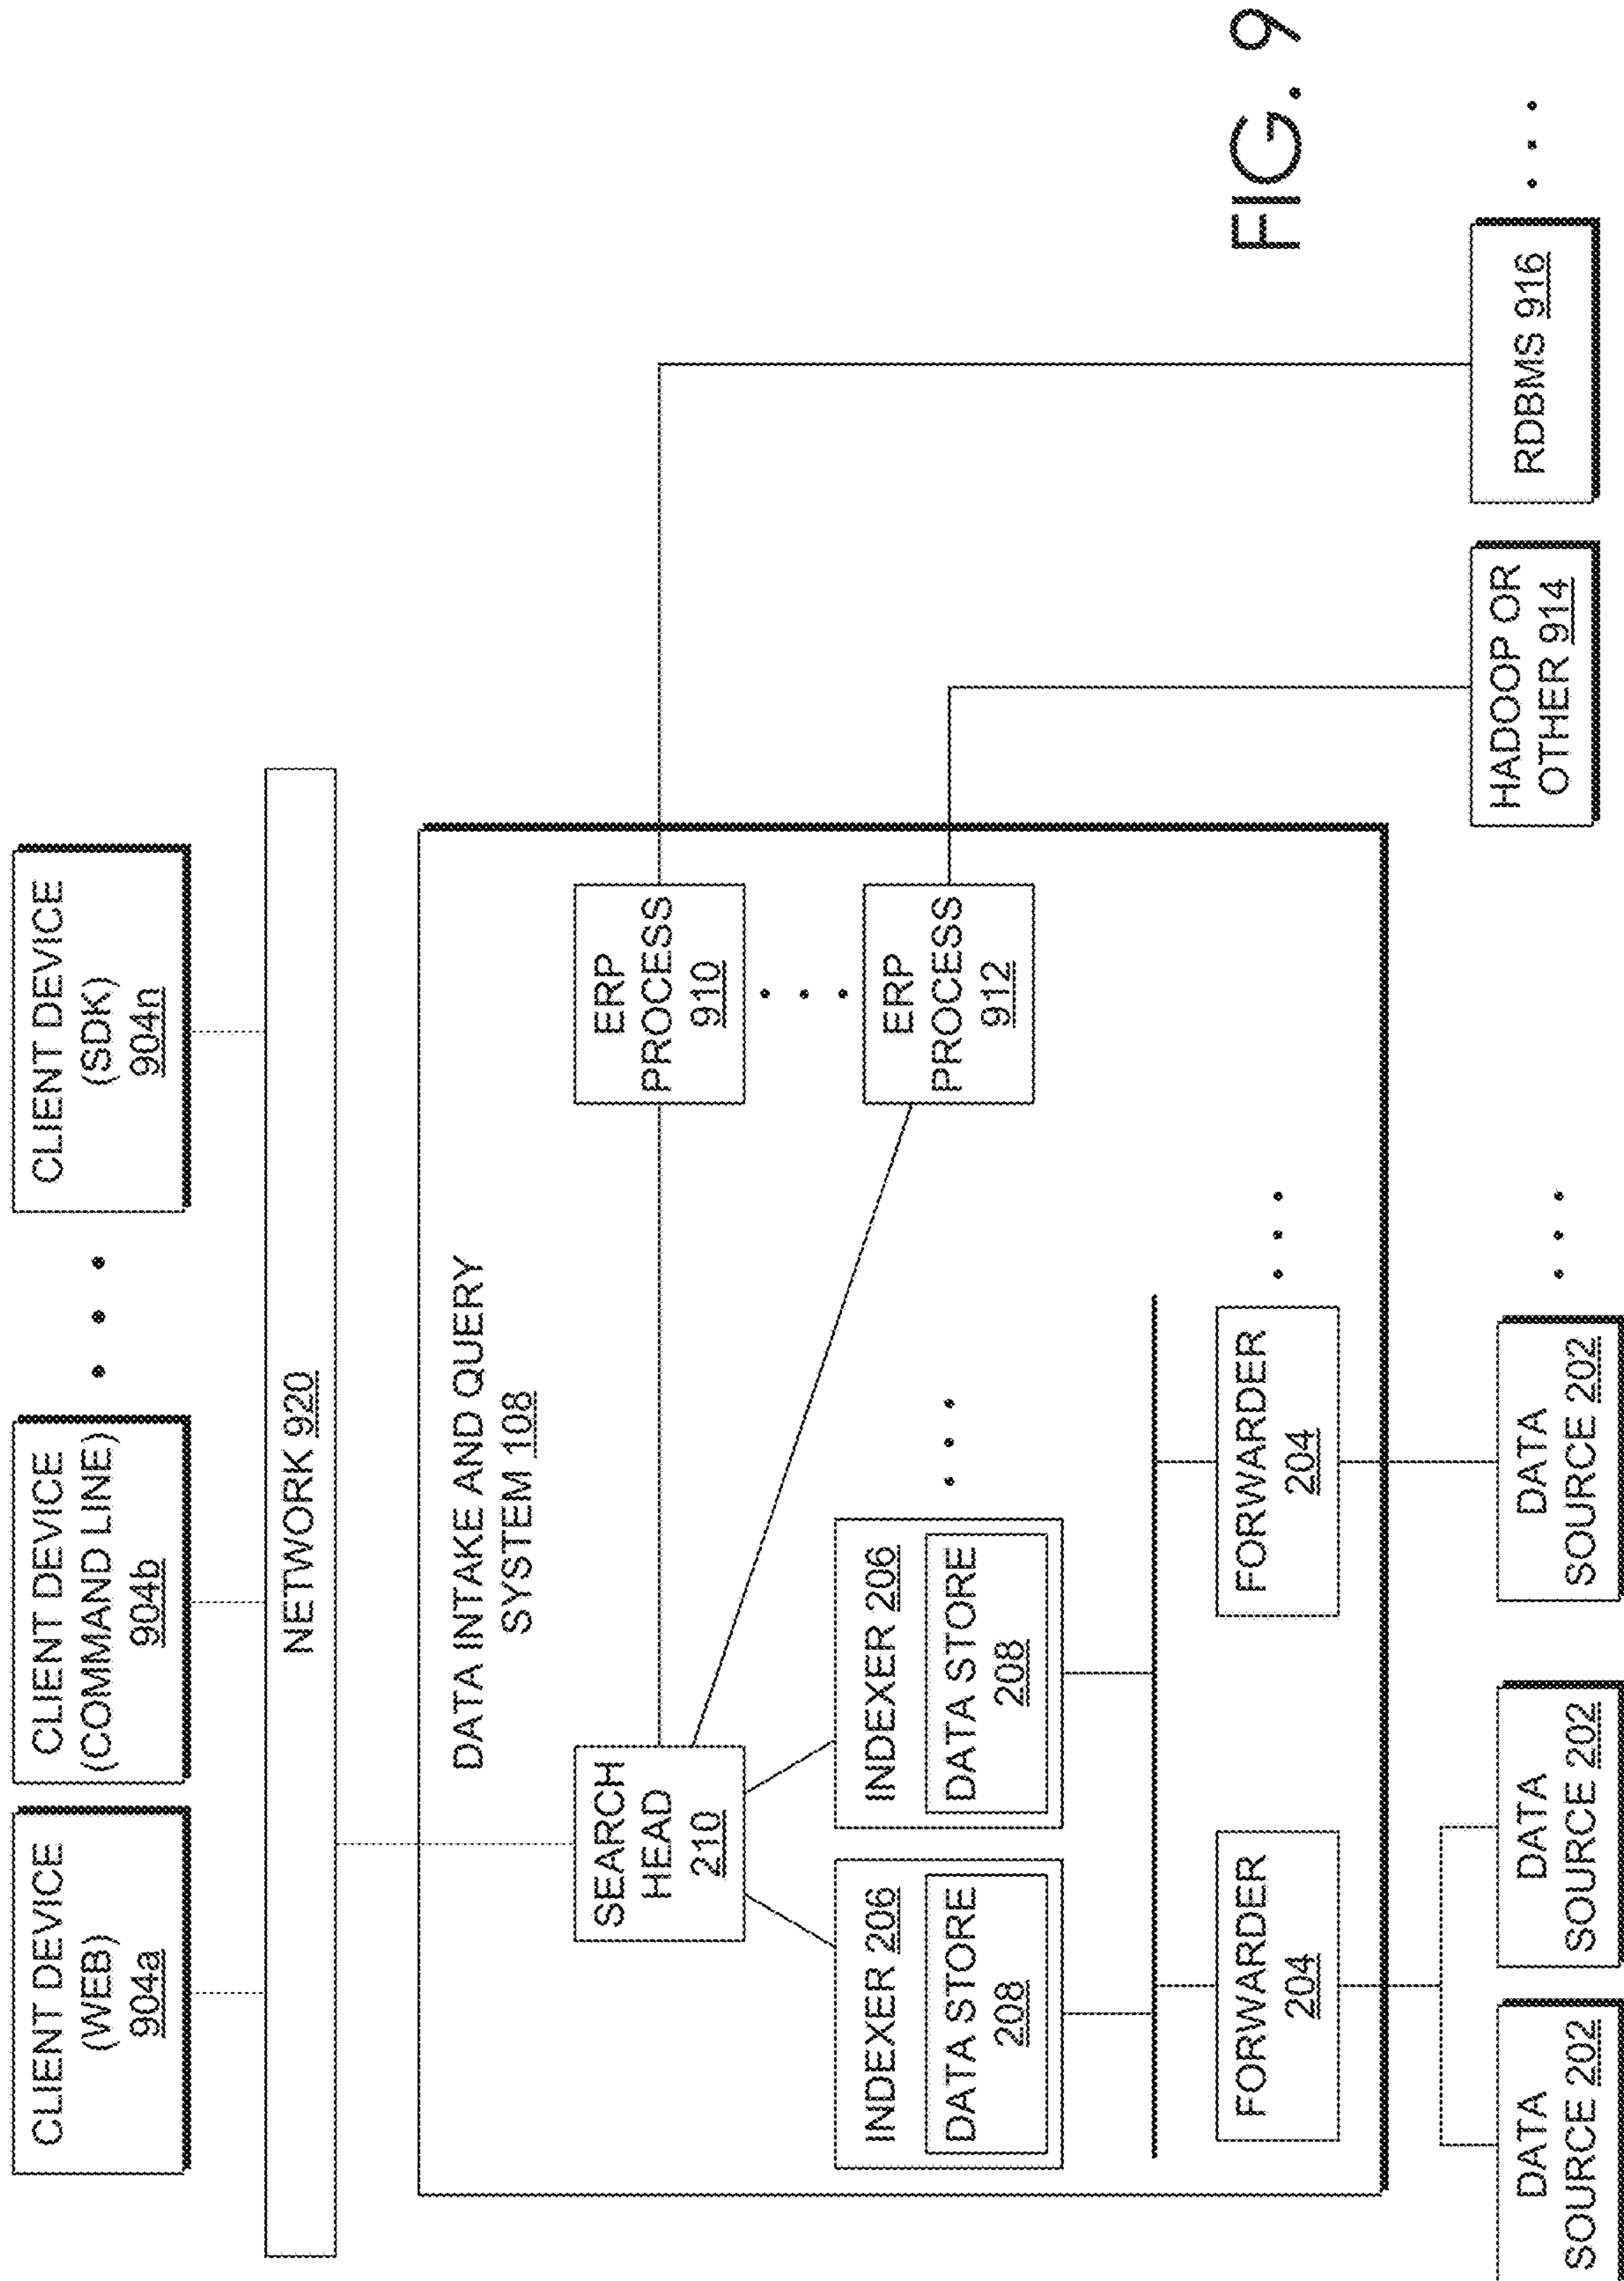 CLIENT DEVICE
(WEB)
904a
CLIENT DEVICE
(COMMAND LINE)
904b
CLIENT DEVICE
(SDK)
904n
NETWORK 920
DATA INTAKE AND QUERY
SYSTEM 108
SEARCH
HEAD
210
ERP
PROCESS
910
INDEXER 206
DATA STORE
208
INDEXER 206
DATA STORE
208
ERP
PROCESS
912
FORWARDER
204
FORWARDER
204
DATA
SOURCE 202
DATA
SOURCE 202
DATA
SOURCE 202
HADOOP OR
OTHER 914
RDBMS 916
FIG. 9